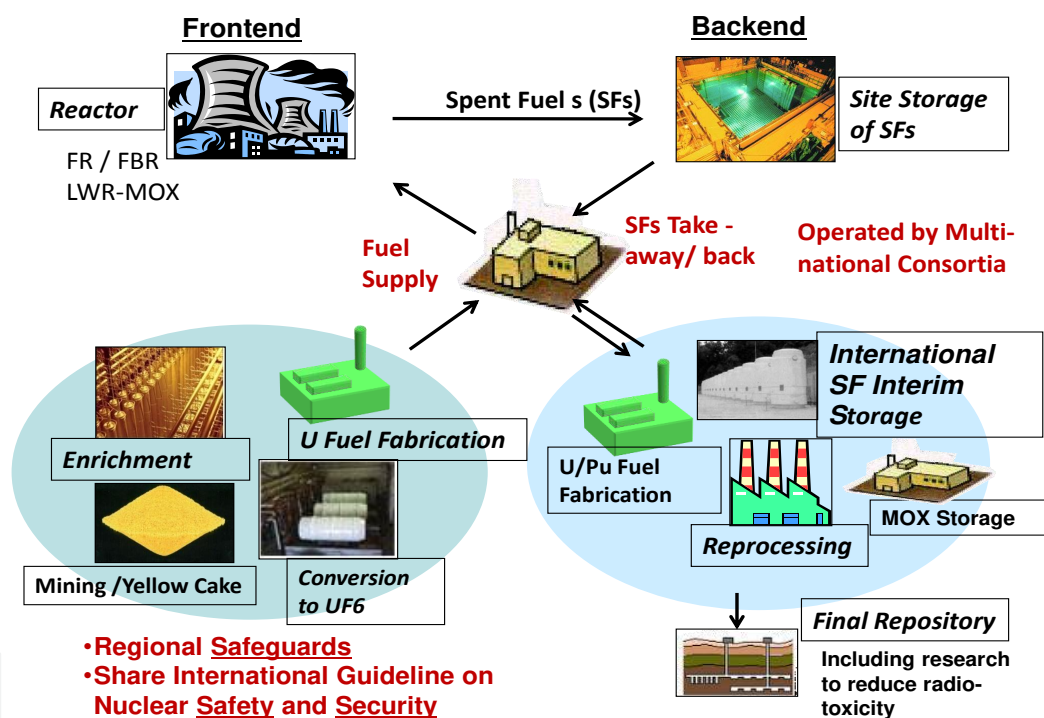 Frontend
Backend
Reactor
FR / FBR
LWR-MOX
Spent Fuel s (SFs)
Site Storage
of SFs
Fuel
Supply
SFs Take -
away/ back
Operated by Multi-
national Consortia
Enrichment
U Fuel Fabrication
Mining /Yellow Cake
Conversion
to UF6
International
SF Interim
Storage
U/Pu Fuel
Fabrication
Reprocessing
MOX Storage
•Regional Safeguards
•Share International Guideline on
Nuclear Safety and Security
Final Repository
Including research
to reduce radio-
toxicity